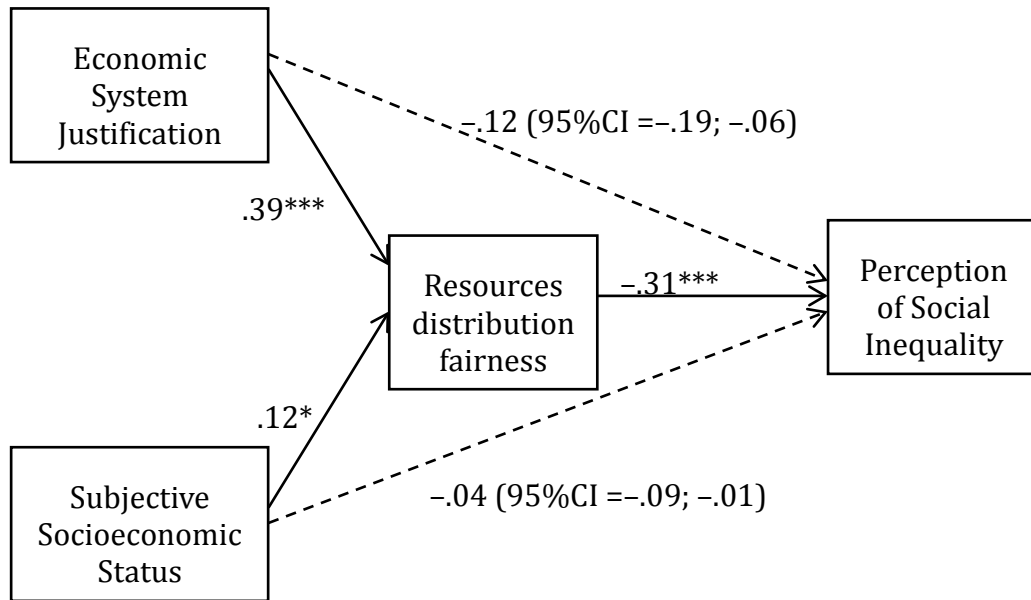 Economic
System
Justification
–.12 (95%CI =–.19; –.06)
.39***
Resources
distribution
fairness
–.31***
Perception
of Social
Inequality
.12*
Subjective
Socioeconomic
Status
–.04 (95%CI =–.09; –.01)